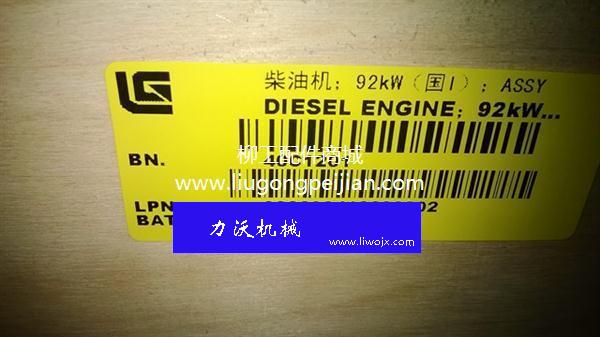 LG
柴油机；92kW（国I）；ASSY
DIESEL ENGINE; 92kW...
柳工配件商城
BN.
www.liugongpeijian.com
LPN
02
BAT
力沃机械
www.liwojx.com